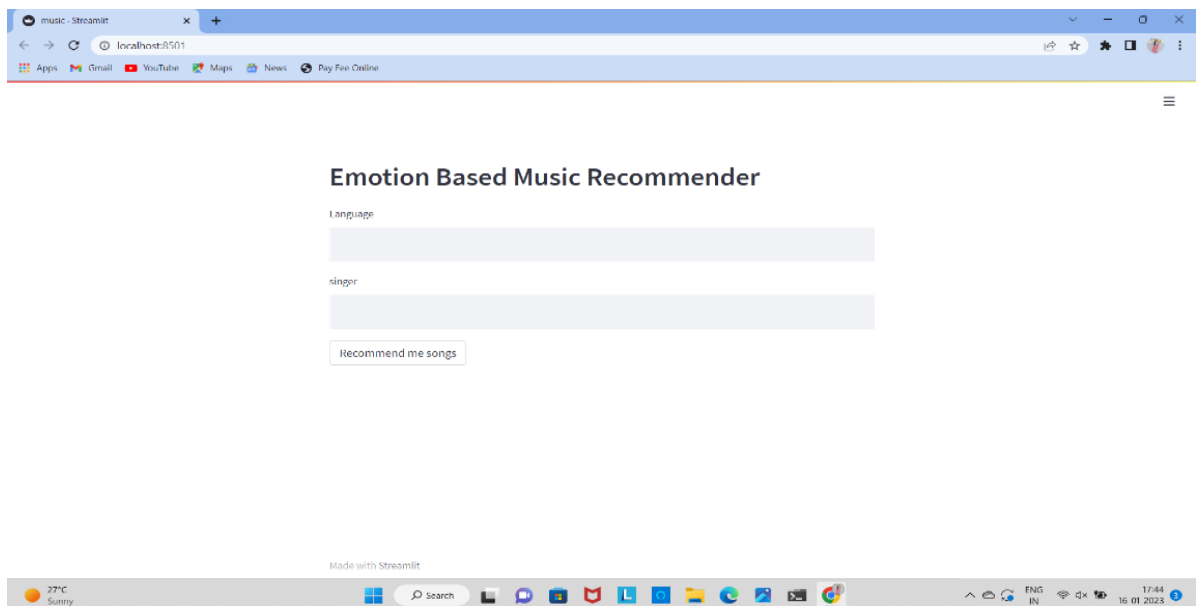 music · Streamlit
localhost:8501
Apps Gmail YouTube Maps News Pay Fee Online
Emotion Based Music Recommender
Language
singer
Recommend me songs
Made with Streamlit
27°C
Sunny
Search
ENG
IN
17:44
16-01-2023
3